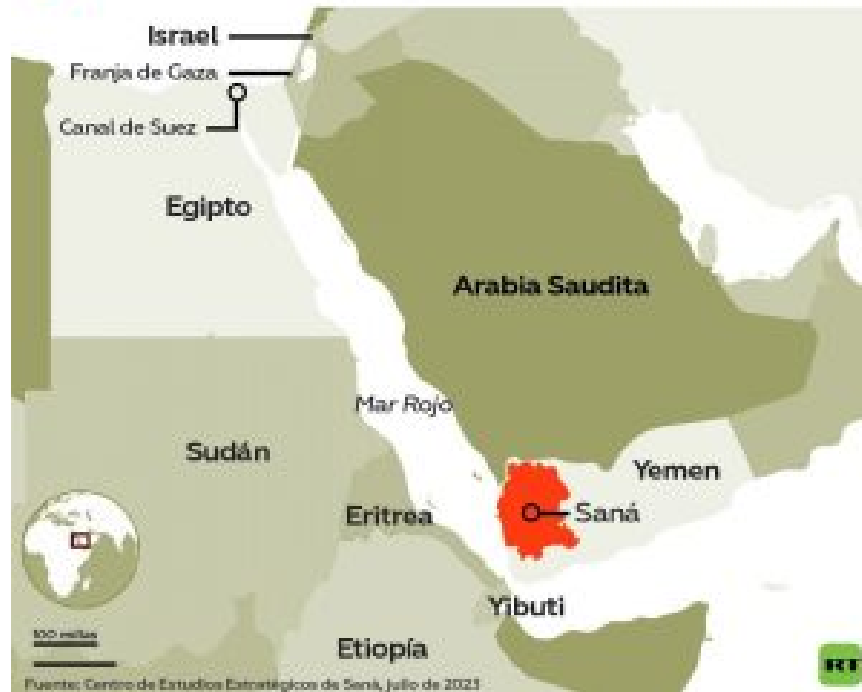 Israel
Franja de Gaza
Canal de Suez
Egipto
Arabia Saudita
Mar Rojo
Sudán
Yemen
Saná
Eritrea
Yibuti
100 millas
Etiopía
RT
Fuente: Centro de Estudios Estratégicos de Saná, julio de 2023